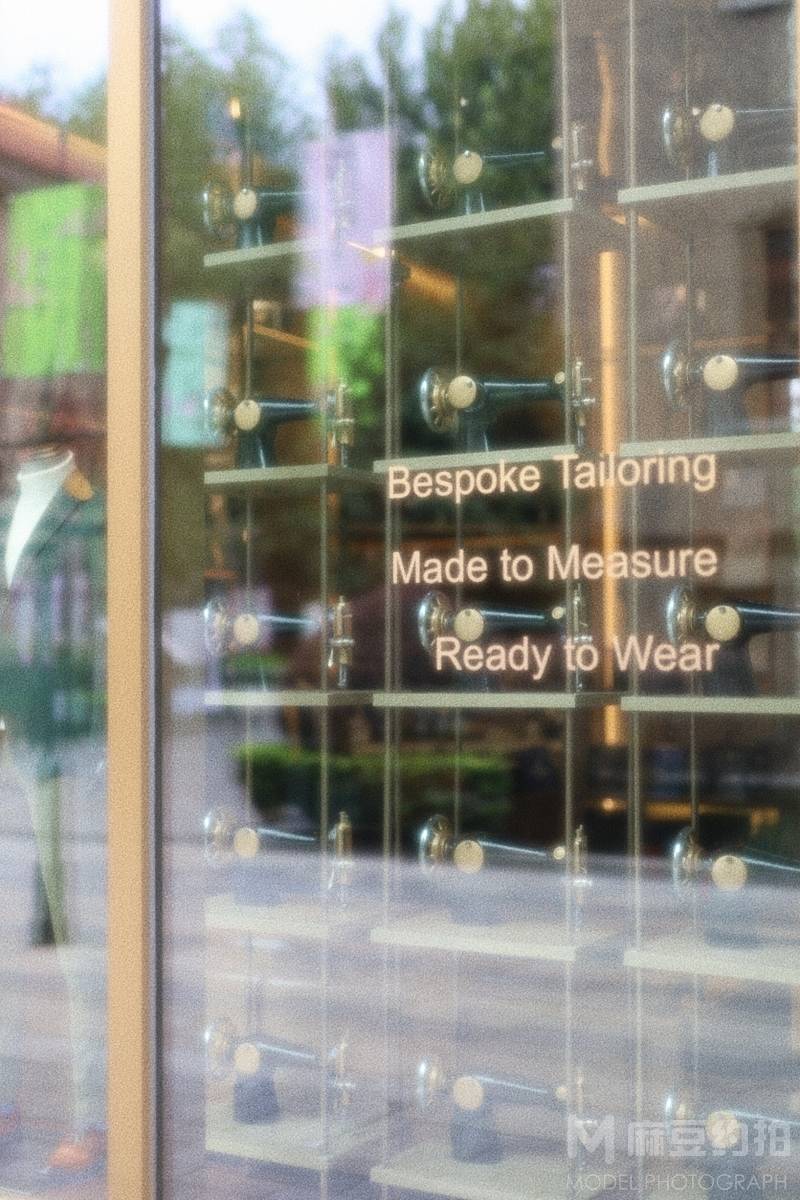 Bespoke Tailoring
Made to Measure
Ready to Wear
M 麻豆约拍
MODEL PHOTOGRAPH